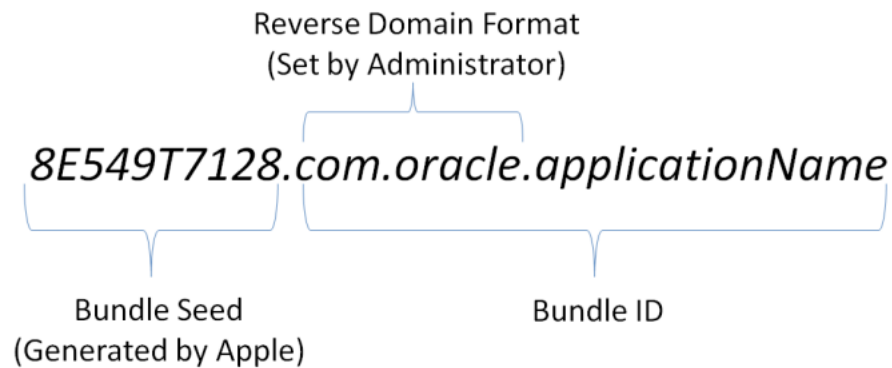 Reverse Domain Format
(Set by Administrator)
8E549T7128.com.oracle.applicationName
Bundle Seed
(Generated by Apple)
Bundle ID